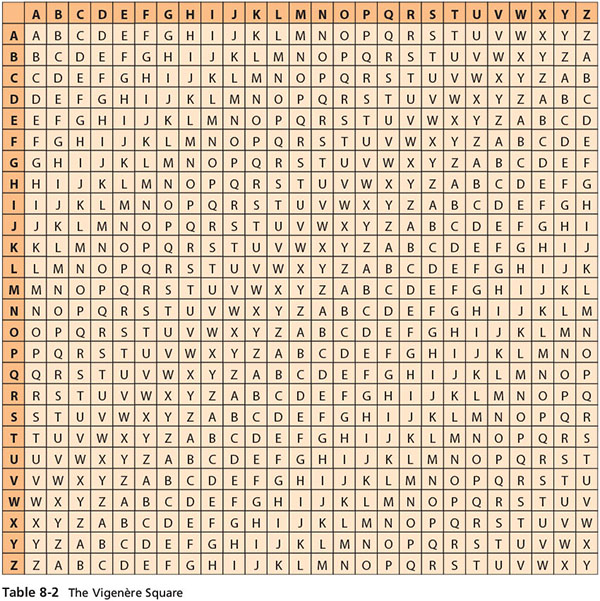 A B C D E F G H I J K L M N O P Q R S T U V W X Y Z
A A B C D E F G H I J K L M N O P Q R S T U V W X Y Z
B B C D E F G H I J K L M N O P Q R S T U V W X Y Z A
C C D E F G H I J K L M N O P Q R S T U V W X Y Z A B
D D E F G H I J K L M N O P Q R S T U V W X Y Z A B C
E E F G H I J K L M N O P Q R S T U V W X Y Z A B C D
F F G H I J K L M N O P Q R S T U V W X Y Z A B C D E
G G H I J K L M N O P Q R S T U V W X Y Z A B C D E F
H H I J K L M N O P Q R S T U V W X Y Z A B C D E F G
I I J K L M N O P Q R S T U V W X Y Z A B C D E F G H
J J K L M N O P Q R S T U V W X Y Z A B C D E F G H I
K K L M N O P Q R S T U V W X Y Z A B C D E F G H I J
L L M N O P Q R S T U V W X Y Z A B C D E F G H I J K
M M N O P Q R S T U V W X Y Z A B C D E F G H I J K L
N N O P Q R S T U V W X Y Z A B C D E F G H I J K L M
O O P Q R S T U V W X Y Z A B C D E F G H I J K L M N
P P Q R S T U V W X Y Z A B C D E F G H I J K L M N O
Q Q R S T U V W X Y Z A B C D E F G H I J K L M N O P
R R S T U V W X Y Z A B C D E F G H I J K L M N O P Q
S S T U V W X Y Z A B C D E F G H I J K L M N O P Q R
T T U V W X Y Z A B C D E F G H I J K L M N O P Q R S
U U V W X Y Z A B C D E F G H I J K L M N O P Q R S T
V V W X Y Z A B C D E F G H I J K L M N O P Q R S T U
W W X Y Z A B C D E F G H I J K L M N O P Q R S T U V
X X Y Z A B C D E F G H I J K L M N O P Q R S T U V W
Y Y Z A B C D E F G H I J K L M N O P Q R S T U V W X
Z Z A B C D E F G H I J K L M N O P Q R S T U V W X Y
Table 8-2 The Vigenère Square